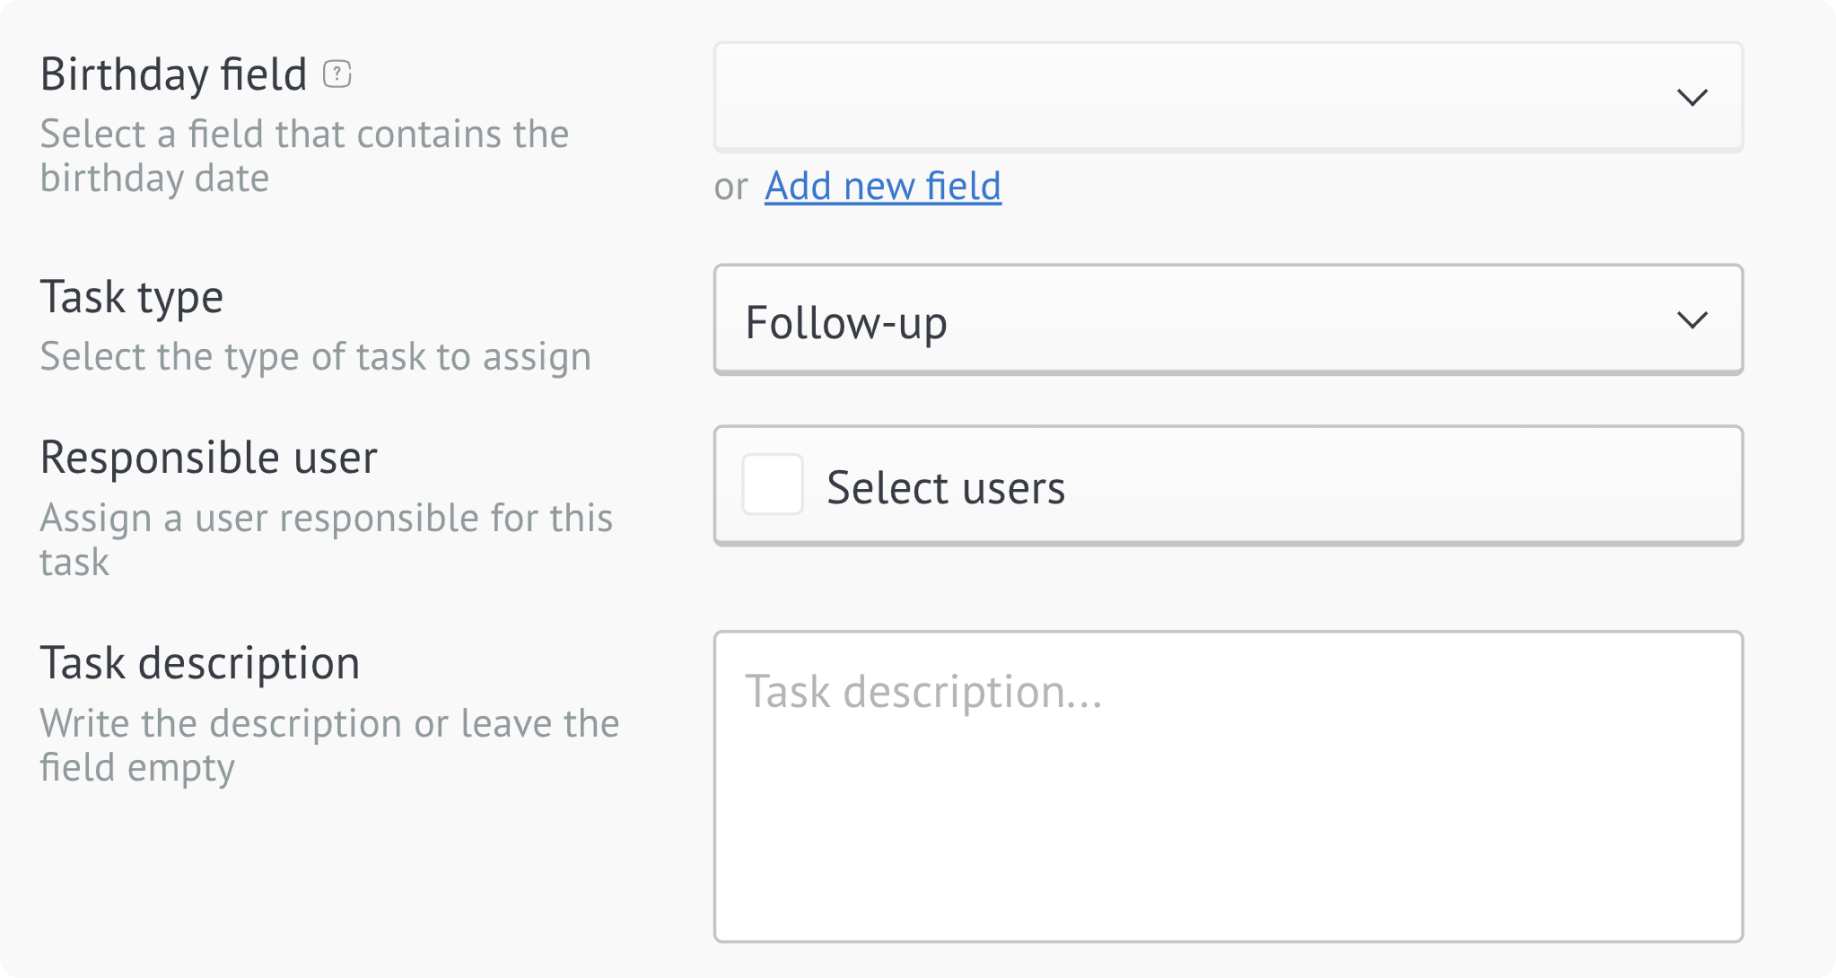 Birthday field ?
Select a field that contains the
birthday date
or Add new field
Task type
Select the type of task to assign
Follow-up
Responsible user
Assign a user responsible for this
task
Select users
Task description
Write the description or leave the
field empty
Task description...